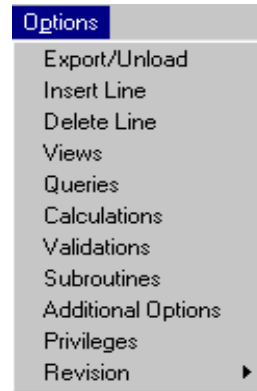 Options
Export/Unload
Insert Line
Delete Line
Views
Queries
Calculations
Validations
Subroutines
Additional Options
Privileges
Revision